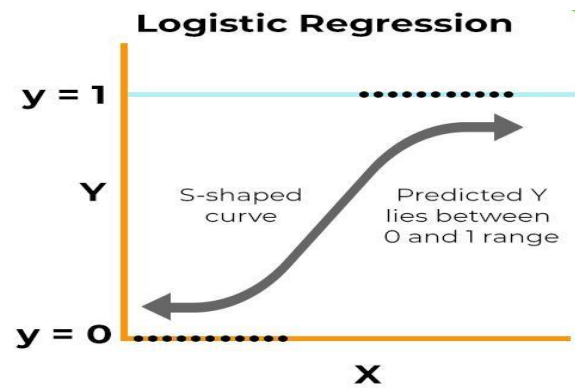 Logistic Regression
y = 1
Y
S-shaped
curve
Predicted Y
lies between
0 and 1 range
y = 0
X